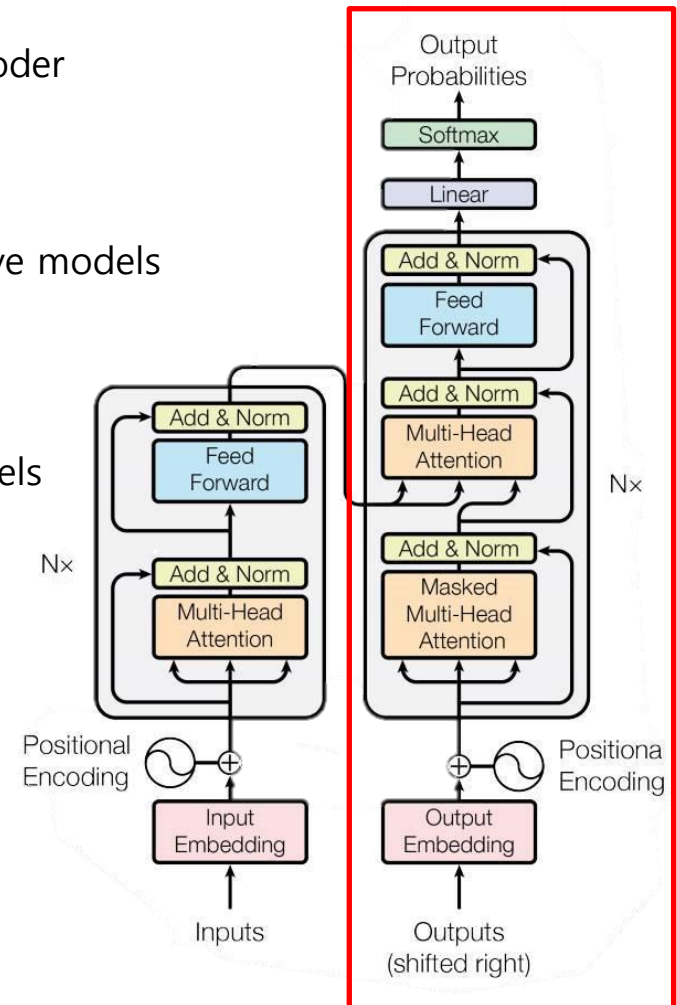 oder
ve models
els
Output
Probabilities
Softmax
Linear
Add & Norm
Feed
Forward
Add & Norm
Multi-Head
Attention
Nx
Add & Norm
Masked
Multi-Head
Attention
Positiona
Encoding
Output
Embedding
Outputs
(shifted right)
Add & Norm
Feed
Forward
Nx
Add & Norm
Multi-Head
Attention
Positional
Encoding
Input
Embedding
Inputs